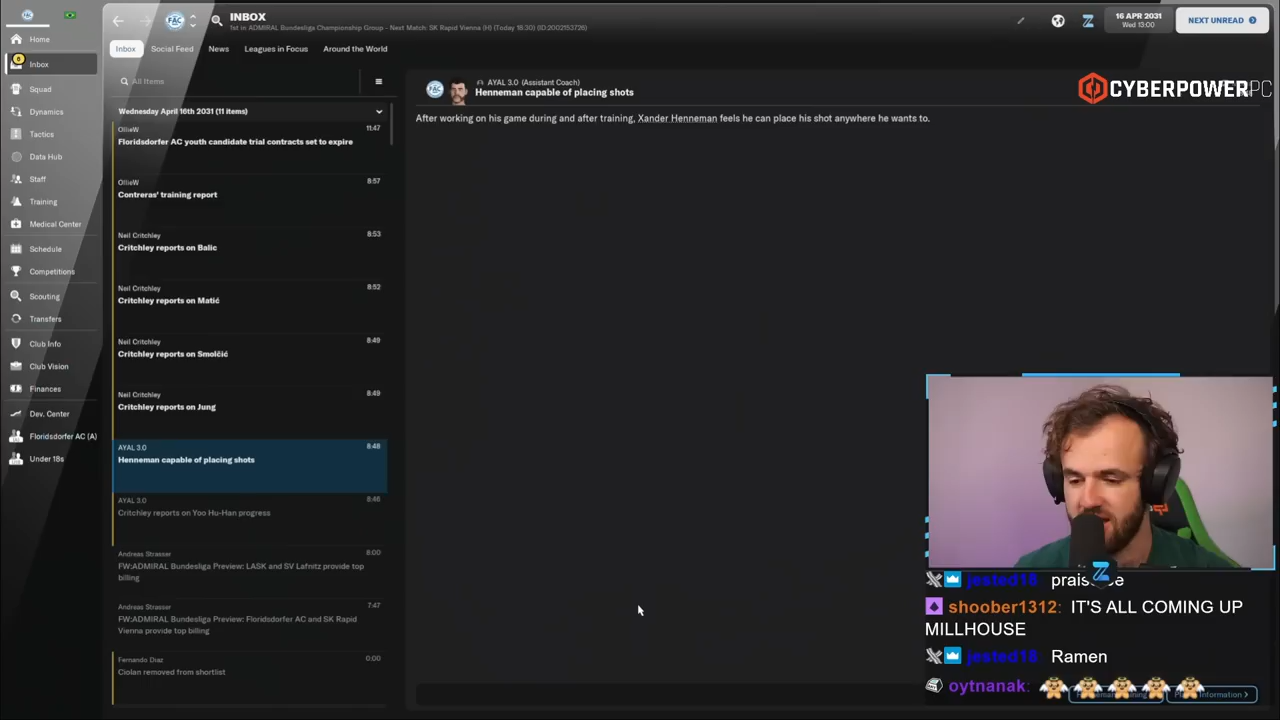 INBOX
1st in ADMIRAL Bundesliga Championship Group - Next Match: SK Rapid Vienna (H) (Today 18:30) (ID:2002153726)
16 APR 2031
Wed 13:00
NEXT UNREAD
Home
6
Inbox
Squad
Dynamics
Tactics
Data Hub
Staff
Training
Medical Center
Schedule
Competitions
Scouting
Transfers
Club Info
Club Vision
Finances
Dev. Center
Floridsdorfer AC (A)
Under 18s
Inbox
Social Feed
News
Leagues in Focus
Around the World
All Items
Wednesday April 16th 2031 (11 items)
OllieW
11:47
Floridsdorfer AC youth candidate trial contracts set to expire
OllieW
8:57
Contreras' training report
Neil Critchley
8:53
Critchley reports on Balic
Neil Critchley
8:52
Critchley reports on Matić
Neil Critchley
8:49
Critchley reports on Smolčić
Neil Critchley
8:49
Critchley reports on Jung
AYAL 3.0
8:48
Henneman capable of placing shots
AYAL 3.0
8:46
Critchley reports on Yoo Hu-Han progress
Andreas Strasser
8:00
FW:ADMIRAL Bundesliga Preview: LASK and SV Lafnitz provide top
billing
Andreas Strasser
7:47
FW:ADMIRAL Bundesliga Preview: Floridsdorfer AC and SK Rapid
Vienna provide top billing
Fernando Diaz
0:00
Ciolan removed from shortlist
FAC
AYAL 3.0 (Assistant Coach)
Henneman capable of placing shots
After working on his game during and after training, Xander Henneman feels he can place his shot anywhere he wants to.
CYBERPOWERPC
jested18: praise
shoober1312: IT'S ALL COMING UP
MILLHOUSE
jested18: Ramen
oytnanak:
Information